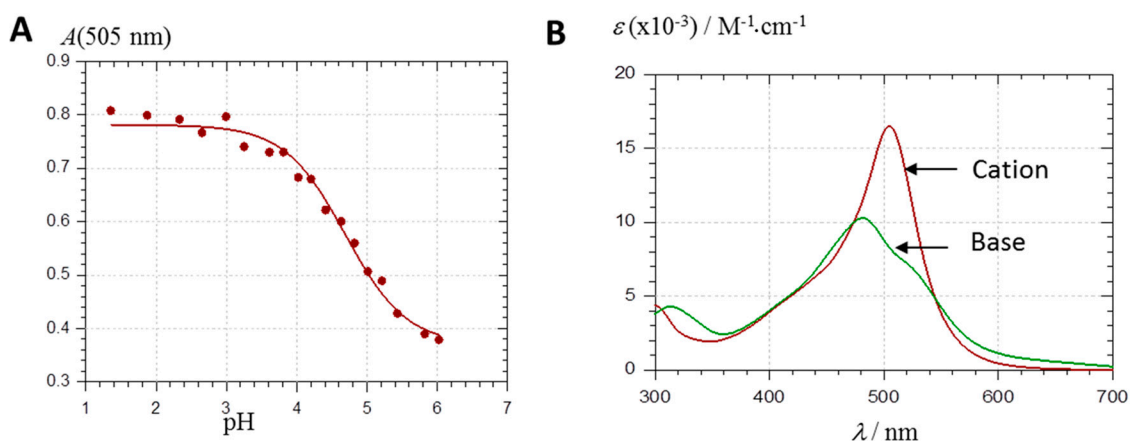 A
A(505 nm)
0.9
0.8
0.7
0.6
0.5
0.4
0.3
1 2 3 4 5 6 7
pH
B
ε (x10-3) / M-1·cm-1
20
15
10
5
0
Cation
Base
300 400 500 600 700
λ / nm